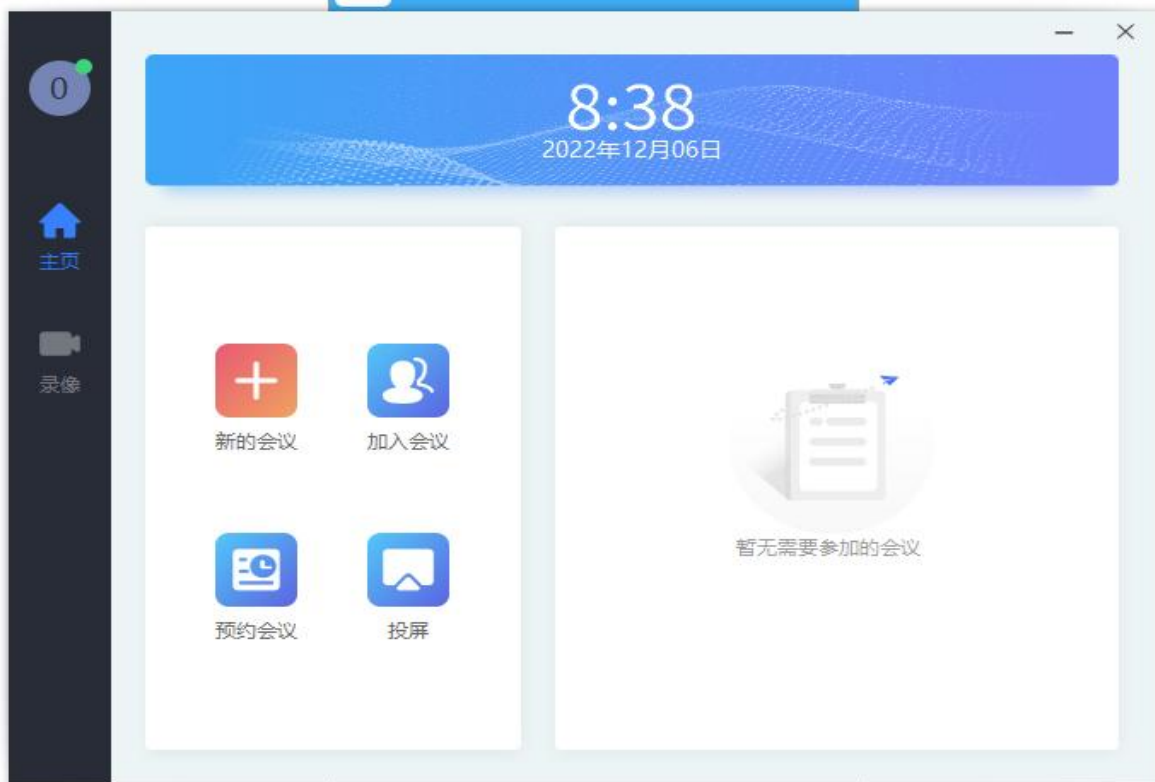 8:38
2022年12月06日
0
主页
录像
新的会议
加入会议
预约会议
投屏
暂无需要参加的会议